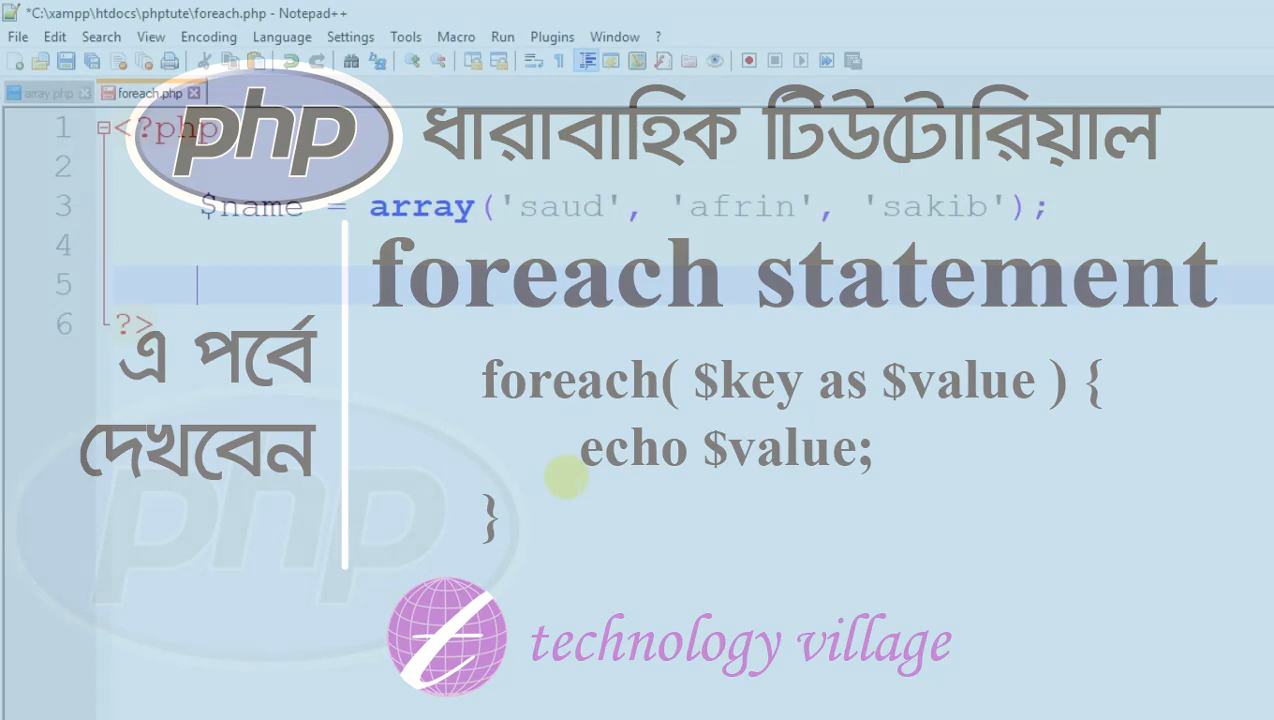 *C:\xampp\htdocs\phptute\foreach.php - Notepad++
File Edit Search View Encoding Language Settings Tools Macro Run Plugins Window ?
array.php foreach.php
1 <?php
php
ধারাবাহিক টিউটোরিয়াল
2
3 $name = array('saud', 'afrin', 'sakib');
4
foreach statement
5
6 ?>
এ পর্বে
দেখবেন
foreach( $key as $value ) {
echo $value;
}
php
t technology village